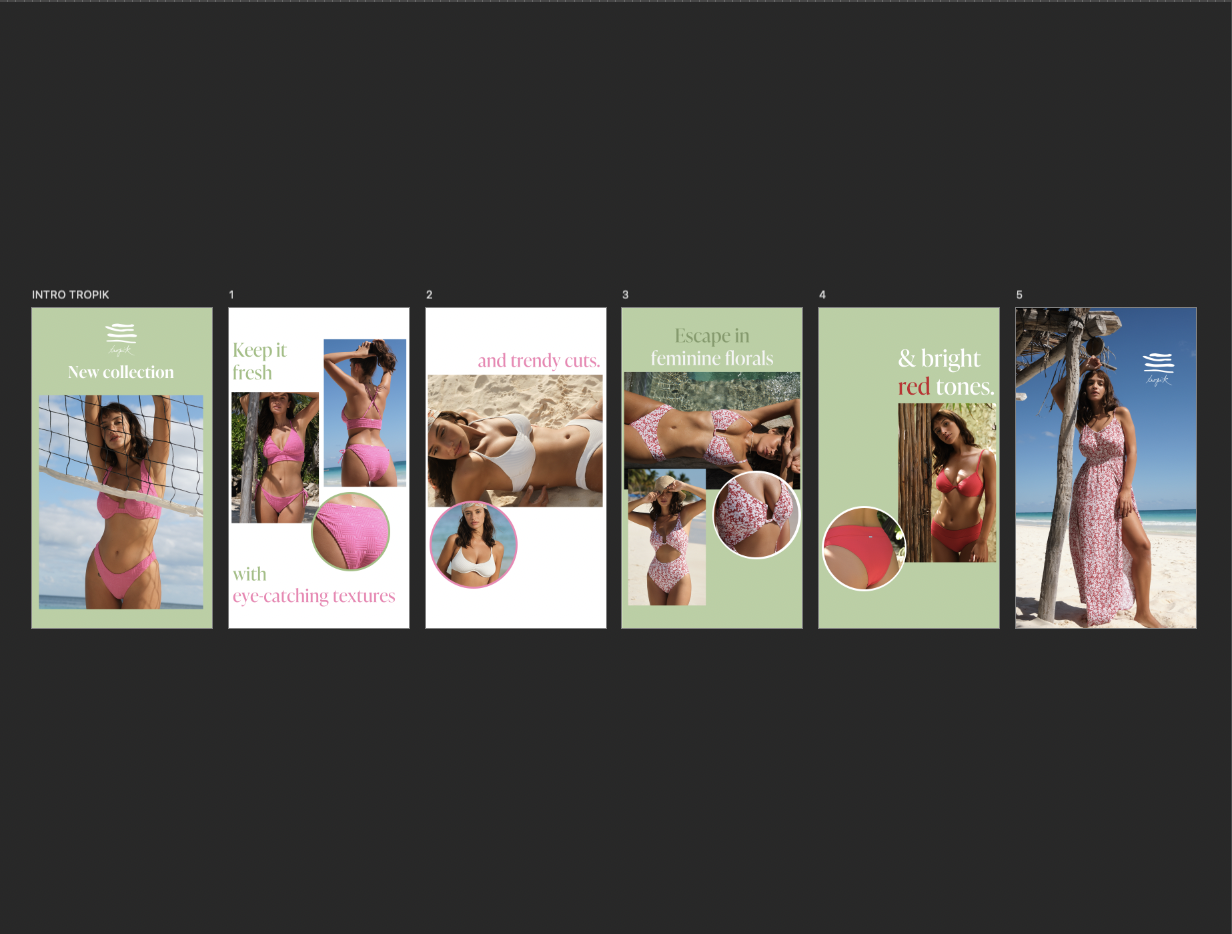 INTRO TROPIK
tropik
New collection
1
Keep it
fresh
with
eye-catching textures
2
and trendy cuts.
3
Escape in
feminine florals
4
& bright
red tones.
5
tropik